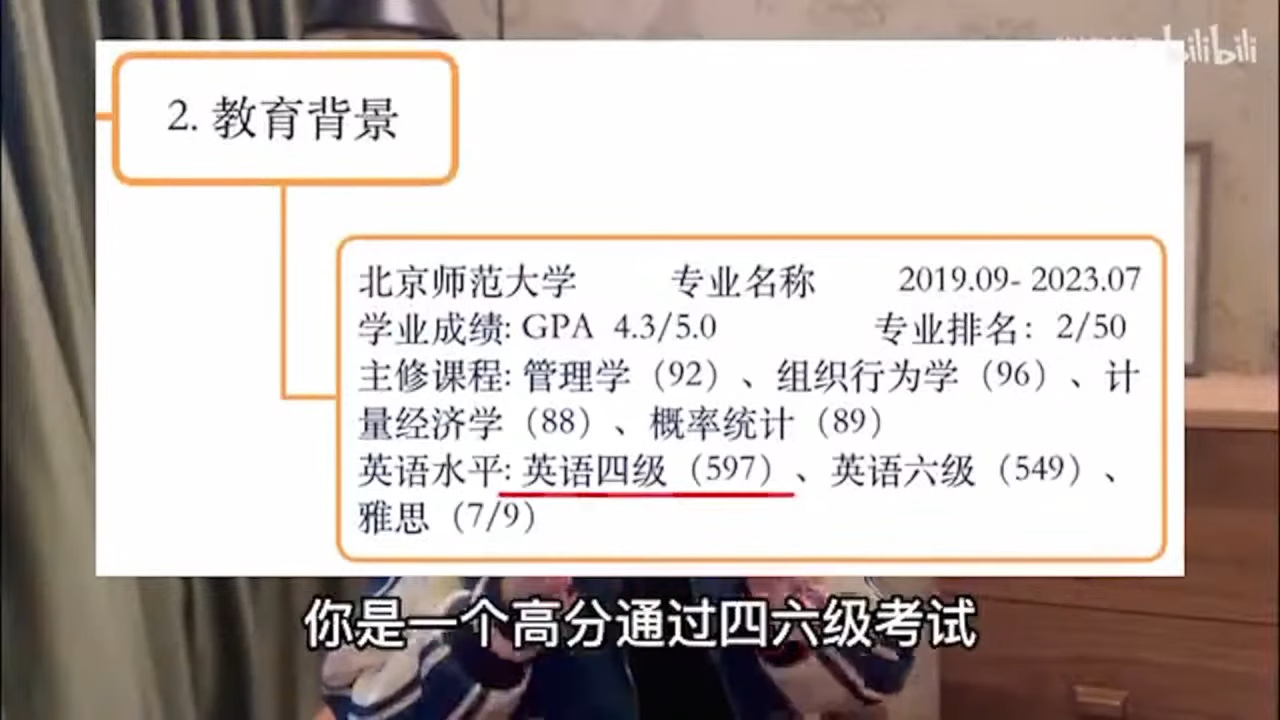 bilibili
2. 教育背景
北京师范大学 专业名称 2019.09- 2023.07
学业成绩: GPA 4.3/5.0 专业排名: 2/50
主修课程: 管理学（92）、组织行为学（96）、计
量经济学（88）、概率统计（89）
英语水平: 英语四级（597）、英语六级（549）、
雅思（7/9）
你是一个高分通过四六级考试